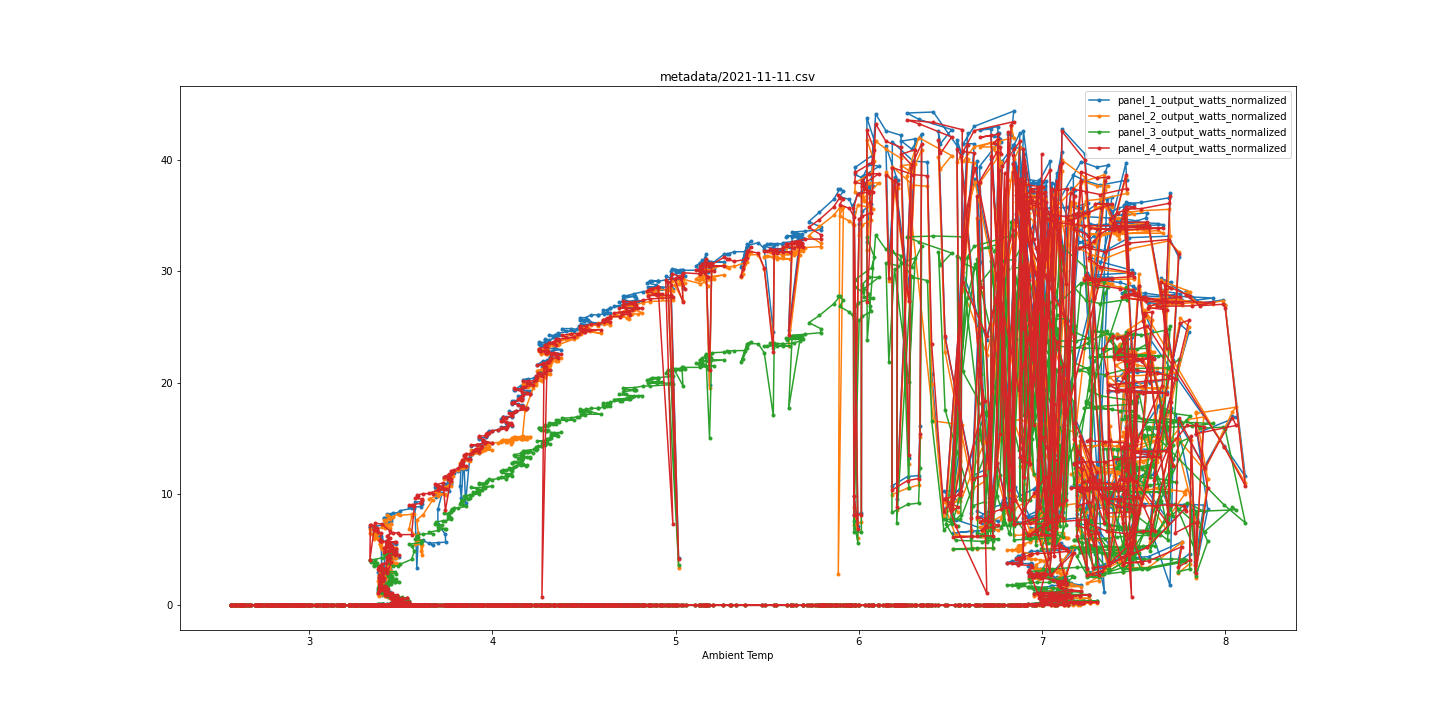 metadata/2021-11-11.csv
panel_1_output_watts_normalized
panel_2_output_watts_normalized
panel_3_output_watts_normalized
panel_4_output_watts_normalized
40
30
20
10
0
3 4 5 6 7 8
Ambient Temp